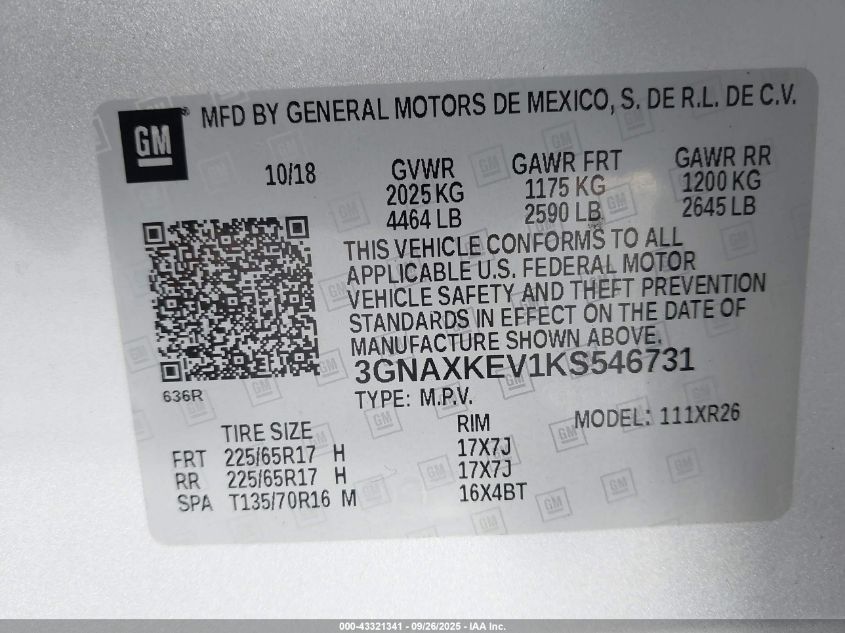 GM ® MFD BY GENERAL MOTORS DE MEXICO, S. DE R.L. DE C.V.
10/18 GVWR GAWR FRT GAWR RR
2025 KG 1175 KG 1200 KG
4464 LB 2590 LB 2645 LB
THIS VEHICLE CONFORMS TO ALL
APPLICABLE U.S. FEDERAL MOTOR
VEHICLE SAFETY AND THEFT PREVENTION
STANDARDS IN EFFECT ON THE DATE OF
MANUFACTURE SHOWN ABOVE.
3GNAXKEV1KS546731
636R TYPE: M.P.V. MODEL: 111XR26
TIRE SIZE RIM
FRT 225/65R17 H 17X7J
RR 225/65R17 H 17X7J
SPA T135/70R16 M 16X4BT
000-43321341 - 09/26/2025 - IAA Inc.